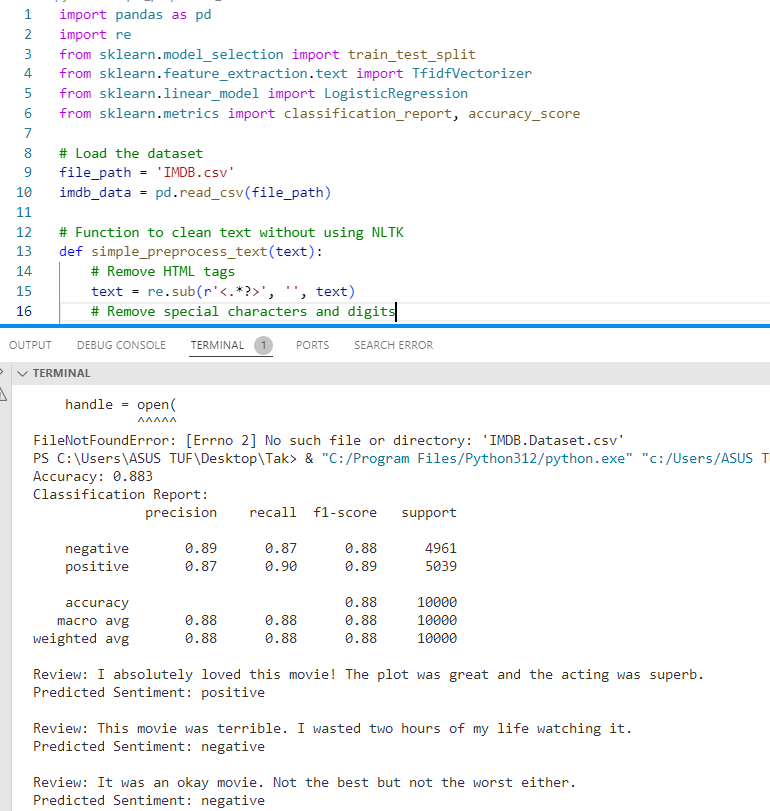 1 import pandas as pd
2 import re
3 from sklearn.model_selection import train_test_split
4 from sklearn.feature_extraction.text import TfidfVectorizer
5 from sklearn.linear_model import LogisticRegression
6 from sklearn.metrics import classification_report, accuracy_score
7
8 # Load the dataset
9 file_path = 'IMDB.csv'
10 imdb_data = pd.read_csv(file_path)
11
12 # Function to clean text without using NLTK
13 def simple_preprocess_text(text):
14     # Remove HTML tags
15     text = re.sub(r'<.*?>', '', text)
16     # Remove special characters and digits
OUTPUT DEBUG CONSOLE TERMINAL 1 PORTS SEARCH ERROR
TERMINAL
    handle = open(
             ^^^^^
FileNotFoundError: [Errno 2] No such file or directory: 'IMDB.Dataset.csv'
PS C:\Users\ASUS TUF\Desktop\Tak> & "C:/Program Files/Python312/python.exe" "c:/Users/ASUS T
Accuracy: 0.883
Classification Report:
              precision    recall  f1-score   support

    negative       0.89      0.87      0.88      4961
    positive       0.87      0.90      0.89      5039

    accuracy                           0.88     10000
   macro avg       0.88      0.88      0.88     10000
weighted avg       0.88      0.88      0.88     10000

Review: I absolutely loved this movie! The plot was great and the acting was superb.
Predicted Sentiment: positive

Review: This movie was terrible. I wasted two hours of my life watching it.
Predicted Sentiment: negative

Review: It was an okay movie. Not the best but not the worst either.
Predicted Sentiment: negative